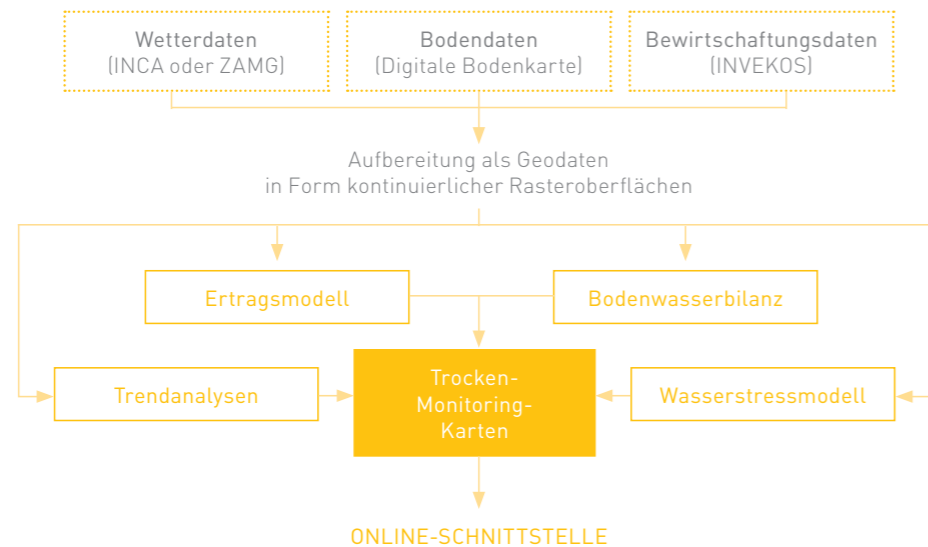 Wetterdaten
(INCA oder ZAMG)
Bodendaten
(Digitale Bodenkarte)
Bewirtschaftungsdaten
(INVEKOS)
Aufbereitung als Geodaten
in Form kontinuierlicher Rasteroberflächen
Ertragsmodell
Bodenwasserbilanz
Trendanalysen
Trocken-
Monitoring-
Karten
Wasserstressmodell
ONLINE-SCHNITTSTELLE